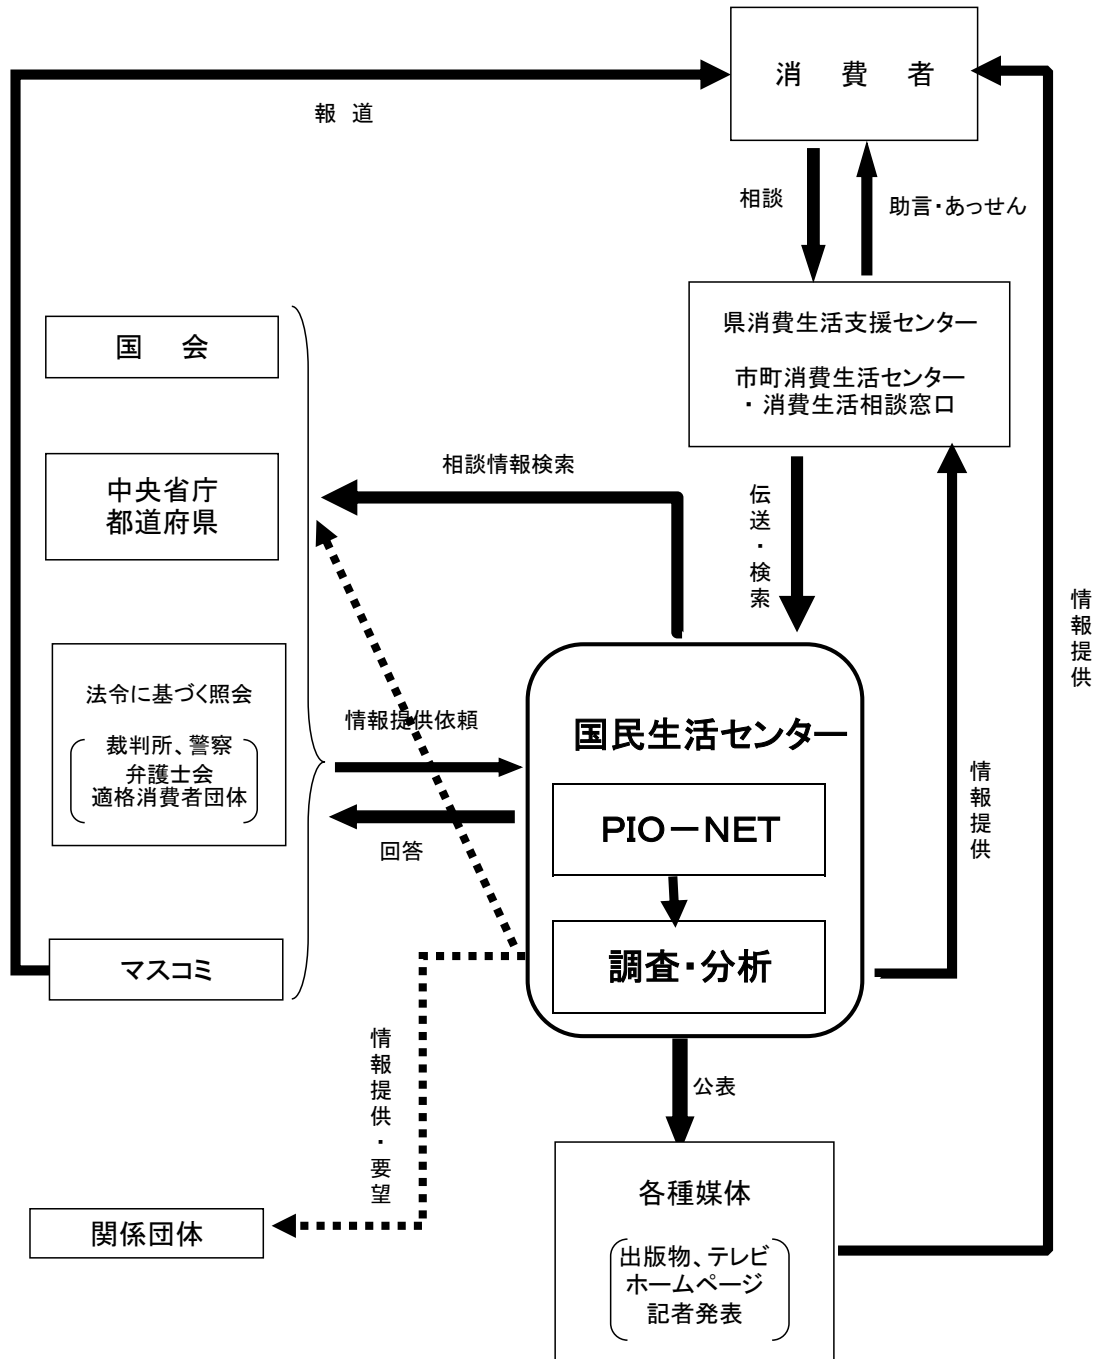 消 費 者
報 道
相談
助言・あっせん
県消費生活支援センター
市町消費生活センター
・消費生活相談窓口
国 会
中央省庁
都道府県
相談情報検索
伝送・検索
情報提供
法令に基づく照会
裁判所、警察
弁護士会
適格消費者団体
情報提供依頼
回答
国民生活センター
PIO－NET
調査・分析
情報提供
マスコミ
情報提供・要望
公表
関係団体
各種媒体
出版物、テレビ
ホームページ
記者発表